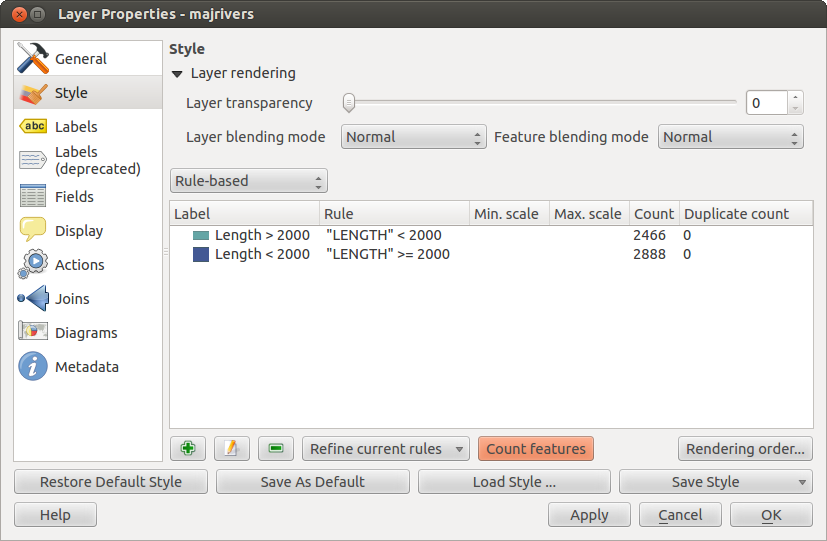 Layer Properties - majrivers
General
Style
abc Labels
Labels
(deprecated)
Fields
Display
Actions
Joins
Diagrams
Metadata
Style
Layer rendering
Layer transparency 0
Layer blending mode Normal Feature blending mode Normal
Rule-based
Label Rule Min. scale Max. scale Count Duplicate count
Length > 2000 "LENGTH" < 2000 2466 0
Length < 2000 "LENGTH" >= 2000 2888 0
Refine current rules Count features Rendering order...
Restore Default Style Save As Default Load Style ... Save Style
Help Apply Cancel OK